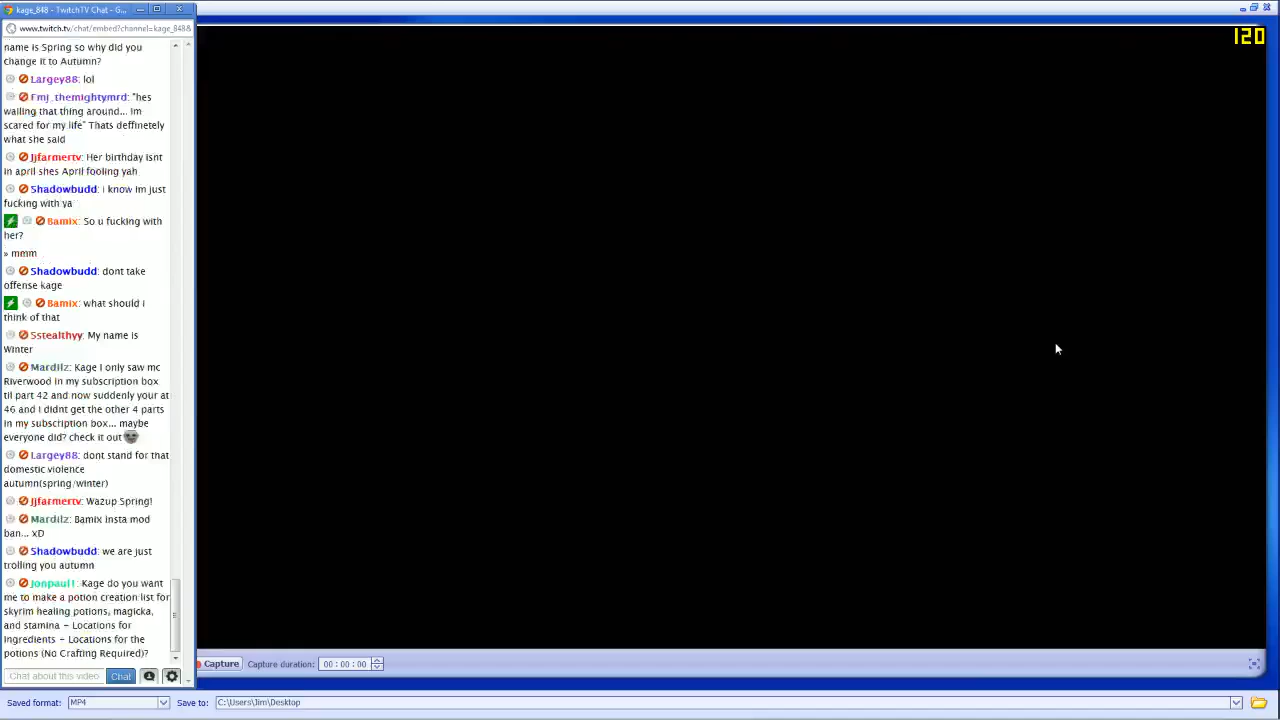 kage_848 - TwitchTV Chat - G...
www.twitch.tv/chat/embed?channel=kage_848&
120
name is Spring so why did you
change it to Autumn?
Largey88: lol
Fmj_themightymrd: "hes
wailing that thing around... im
scared for my life" Thats deffinetely
what she said
Jjfarmertv: Her birthday isnt
in april shes April fooling yah
Shadowbudd: i know im just
fucking with ya
Bamix: So u fucking with
her?
» mmm
Shadowbudd: dont take
offense kage
Bamix: what should i
think of that
Sstealthyy: My name is
Winter
Mardilz: Kage I only saw mc
Riverwood in my subscription box
til part 42 and now suddenly your at
46 and I didnt get the other 4 parts
in my subscription box... maybe
everyone did? check it out
Largey88: dont stand for that
domestic violence
autumn(spring/winter)
Jjfarmertv: Wazup Spring!
Mardilz: Bamix insta mod
ban... xD
Shadowbudd: we are just
trolling you autumn
Jonpaul1: Kage do you want
me to make a potion creation list for
skyrim healing potions, magicka,
and stamina - Locations for
Ingredients - Locations for the
potions (No Crafting Required)?
Chat about this video
Chat
Capture
Capture duration: 00: 00: 00
Saved format: MP4
Save to: C:\Users\Jim\Desktop